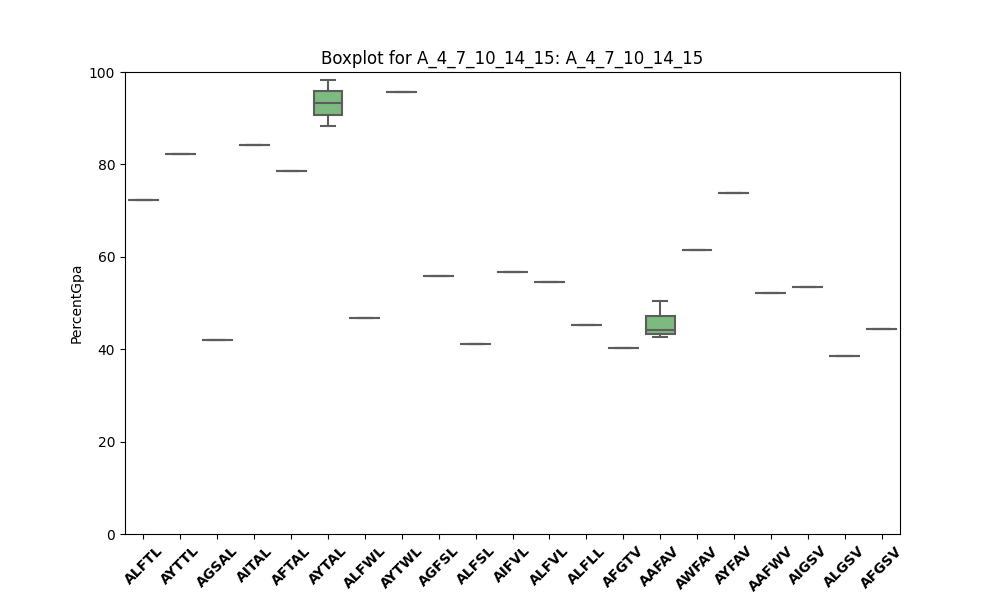 Boxplot for A_4_7_10_14_15: A_4_7_10_14_15
PercentGpa
100
80
60
40
20
0
ALFTL
AYTTL
AGSAL
AITAL
AFTAL
AYTAL
ALFWL
AYTWL
AGFSL
ALFSL
AIFVL
ALFVL
ALFLL
AFGTV
AAFAV
AWFAV
AYFAV
AAFWV
AIGSV
ALGSV
AFGSV